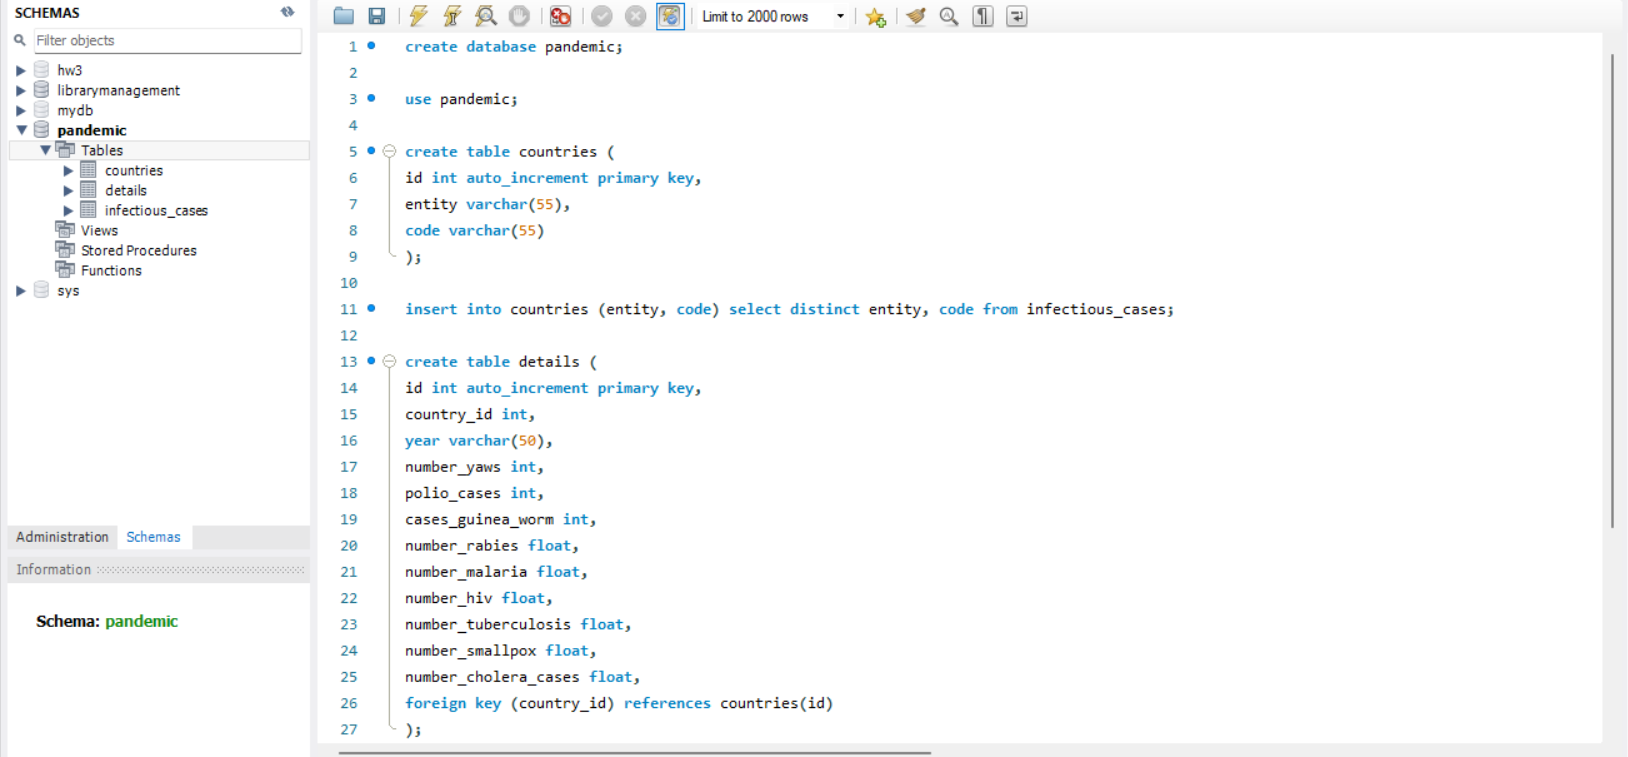 SCHEMAS
Filter objects
hw3
librarymanagement
mydb
pandemic
Tables
countries
details
infectious_cases
Views
Stored Procedures
Functions
sys
Administration
Schemas
Information
Schema: pandemic
Limit to 2000 rows
1 create database pandemic;
2
3 use pandemic;
4
5 create table countries (
6 id int auto_increment primary key,
7 entity varchar(55),
8 code varchar(55)
9 );
10
11 insert into countries (entity, code) select distinct entity, code from infectious_cases;
12
13 create table details (
14 id int auto_increment primary key,
15 country_id int,
16 year varchar(50),
17 number_yaws int,
18 polio_cases int,
19 cases_guinea_worm int,
20 number_rabies float,
21 number_malaria float,
22 number_hiv float,
23 number_tuberculosis float,
24 number_smallpox float,
25 number_cholera_cases float,
26 foreign key (country_id) references countries(id)
27 );